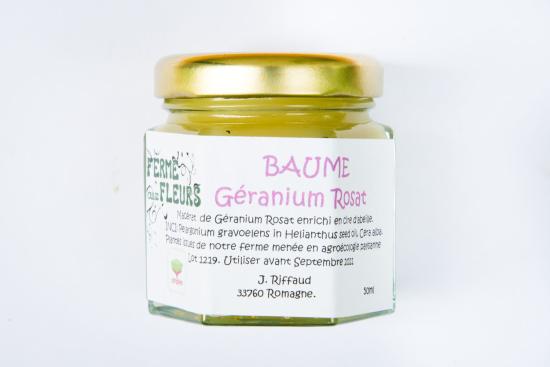 FERME
AUX
FLEURS
BAUME
Géranium Rosat
Macérat de Géranium Rosat enrichi en cire d'abeille.
INCI: Pelargonium graveolens in Helianthus seed oil, Cera alba.
Plantes issues de notre ferme menée en agroécologie paysanne
Lot 1219. Utiliser avant Septembre 2021
J. Riffaud
33760 Romagne.
50ml